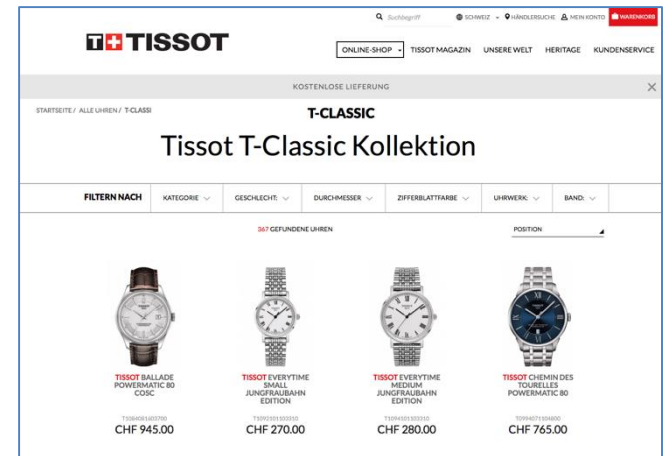 Suchbegriff SCHWEIZ HÄNDLERSUCHE MEIN KONTO WARENKORB
TISSOT
ONLINE-SHOP TISSOT MAGAZIN UNSERE WELT HERITAGE KUNDENSERVICE
KOSTENLOSE LIEFERUNG
STARTSEITE / ALLE UHREN / T-CLASSI
T-CLASSIC
Tissot T-Classic Kollektion
FILTERN NACH KATEGORIE GESCHLECHT: DURCHMESSER ZIFFERBLATTFARBE UHRWERK: BAND:
367 GEFUNDENE UHREN POSITION
TISSOT BALLADE
POWERMATIC 80
COSC
CHF 945.00
TISSOT EVERYTIME
SMALL
JUNGFRAUBAHN
EDITION
CHF 270.00
TISSOT EVERYTIME
MEDIUM
JUNGFRAUBAHN
EDITION
CHF 280.00
TISSOT CHEMIN DES
TOURELLES
POWERMATIC 80
CHF 765.00